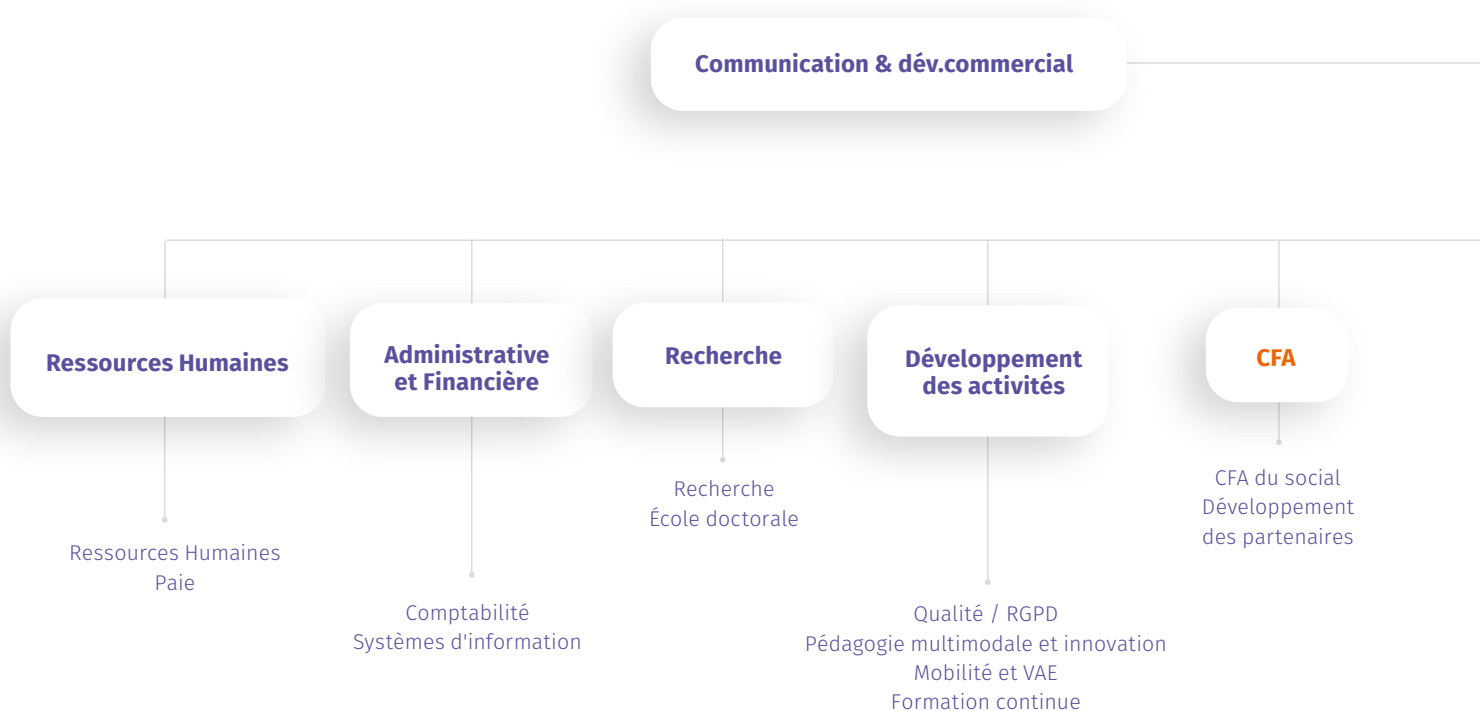 Communication & dév.commercial
Ressources Humaines
Administrative
et Financière
Recherche
Développement
des activités
CFA
Ressources Humaines
Paie
Comptabilité
Systèmes d'information
Recherche
École doctorale
Qualité / RGPD
Pédagogie multimodale et innovation
Mobilité et VAE
Formation continue
CFA du social
Développement
des partenaires